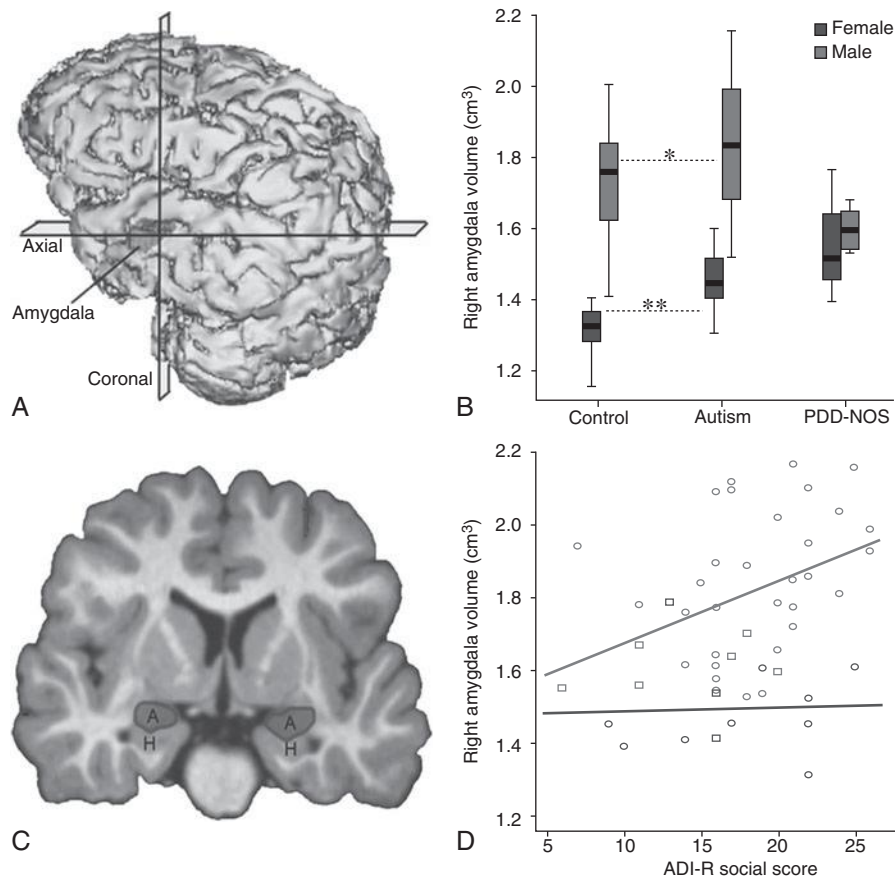 Axial
Amygdala
Coronal
A
Right amygdala volume (cm³)
2.2
2.0
1.8
1.6
1.4
1.2
Female
Male
*
**
Control
Autism
PDD-NOS
B
A
A
H
H
C
Right amygdala volume (cm³)
2.2
2.0
1.8
1.6
1.4
1.2
5
10
15
20
25
ADI-R social score
D